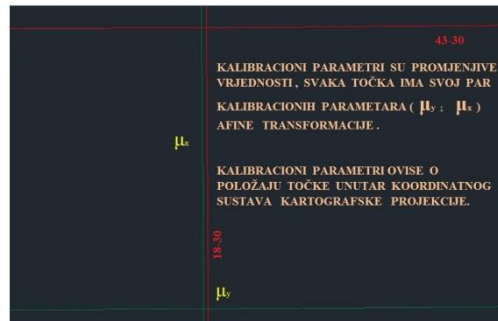 43-30
KALIBRACIONI PARAMETRI SU PROMJENJIVE
VRJEDNOSTI , SVAKA TOČKA IMA SVOJ PAR
KALIBRACIONIH PARAMETARA ( μy ; μx )
AFINE TRANSFORMACIJE .
μx
KALIBRACIONI PARAMETRI OVISE O
POLOŽAJU TOČKE UNUTAR KOORDINATNOG
SUSTAVA KARTOGRAFSKE PROJEKCIJE.
18-30
μy